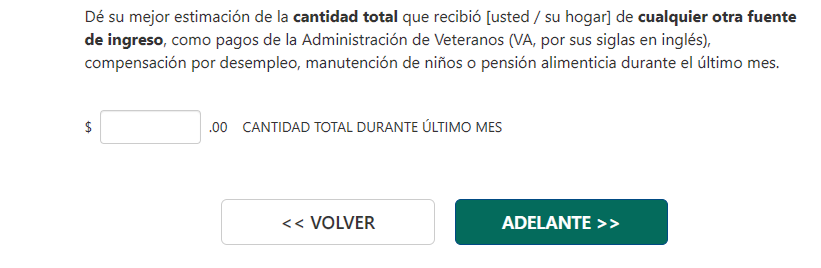 Dé su mejor estimación de la cantidad total que recibió [usted / su hogar] de cualquier otra fuente
de ingreso, como pagos de la Administración de Veteranos (VA, por sus siglas en inglés),
compensación por desempleo, manutención de niños o pensión alimenticia durante el último mes.
$ .00 CANTIDAD TOTAL DURANTE ÚLTIMO MES
<< VOLVER ADELANTE >>